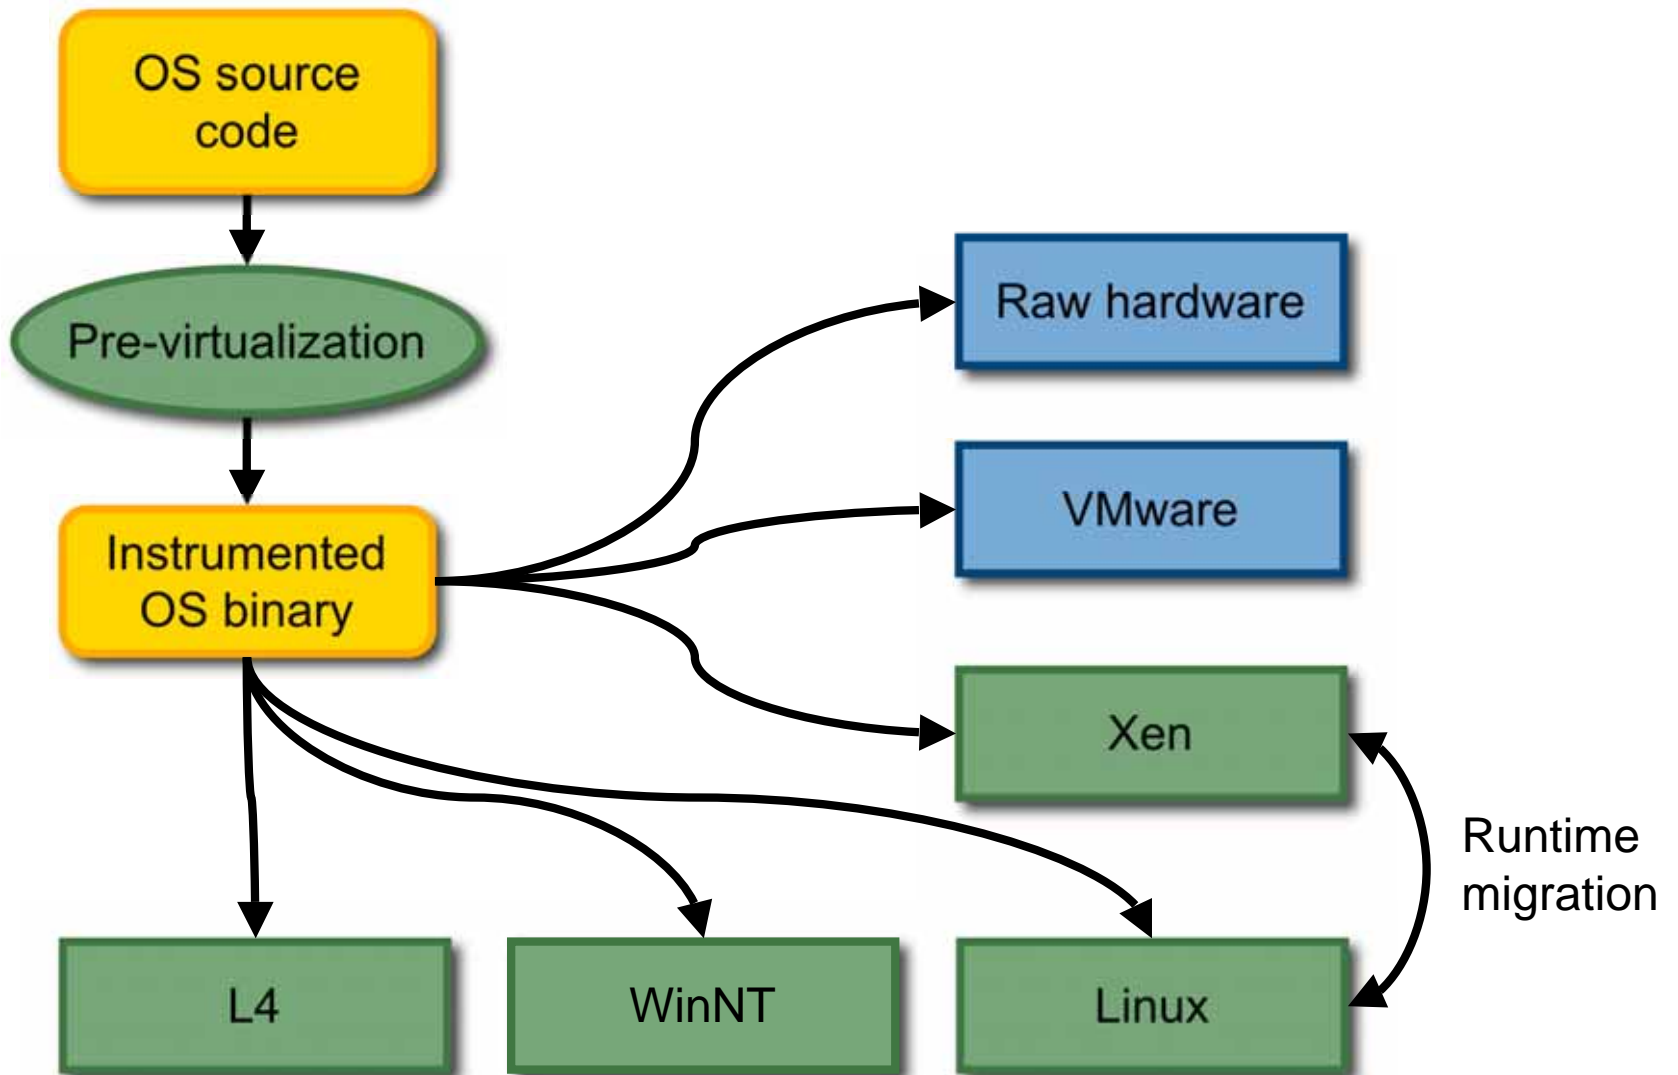 OS source
code
Pre-virtualization
Instrumented
OS binary
Raw hardware
VMware
Xen
Runtime
migration
L4
WinNT
Linux